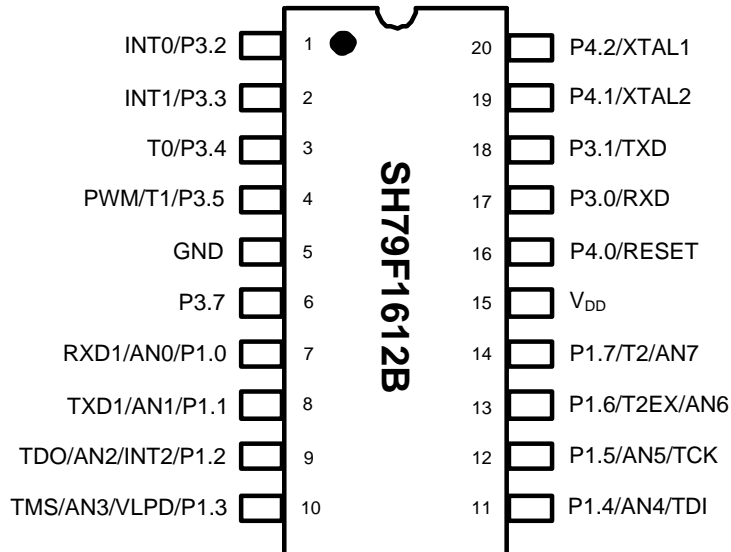 INT0/P3.2 1 20 P4.2/XTAL1
INT1/P3.3 2 19 P4.1/XTAL2
T0/P3.4 3 18 P3.1/TXD
PWM/T1/P3.5 4 17 P3.0/RXD
GND 5 16 P4.0/RESET
P3.7 6 15 VDD
RXD1/AN0/P1.0 7 14 P1.7/T2/AN7
TXD1/AN1/P1.1 8 13 P1.6/T2EX/AN6
TDO/AN2/INT2/P1.2 9 12 P1.5/AN5/TCK
TMS/AN3/VLPD/P1.3 10 11 P1.4/AN4/TDI
SH79F1612B